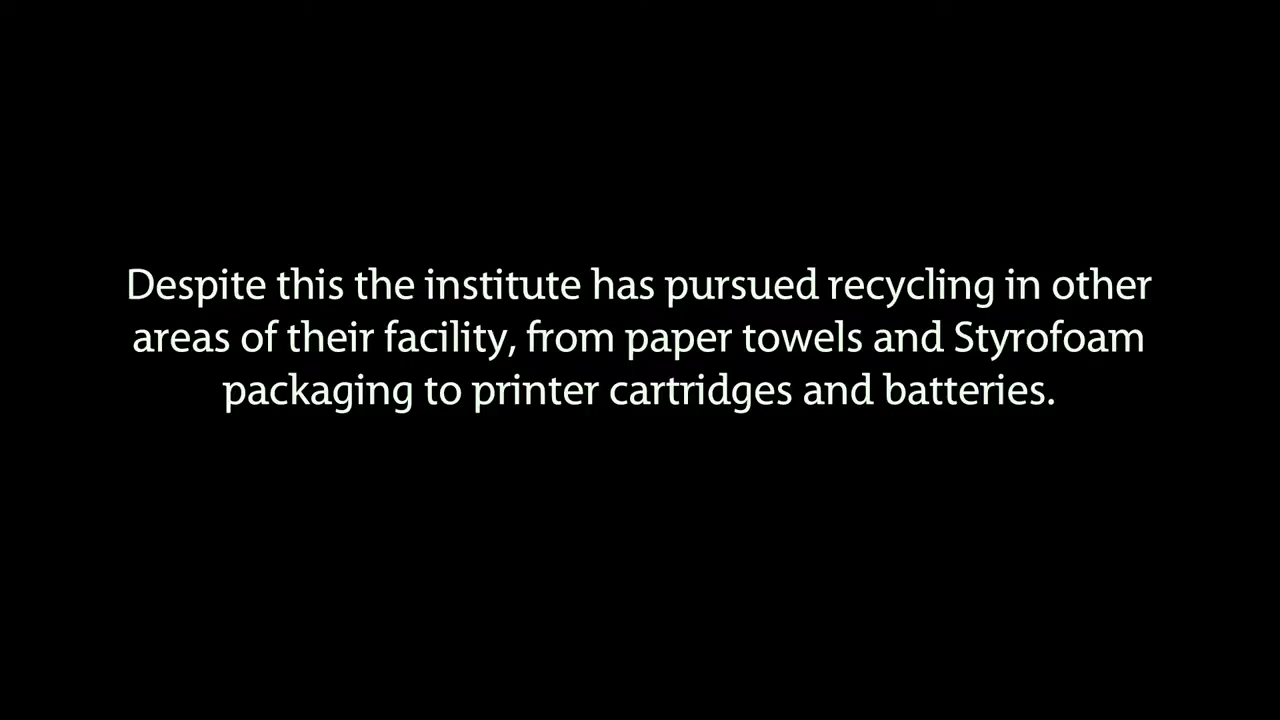 Despite this the institute has pursued recycling in other
areas of their facility, from paper towels and Styrofoam
packaging to printer cartridges and batteries.